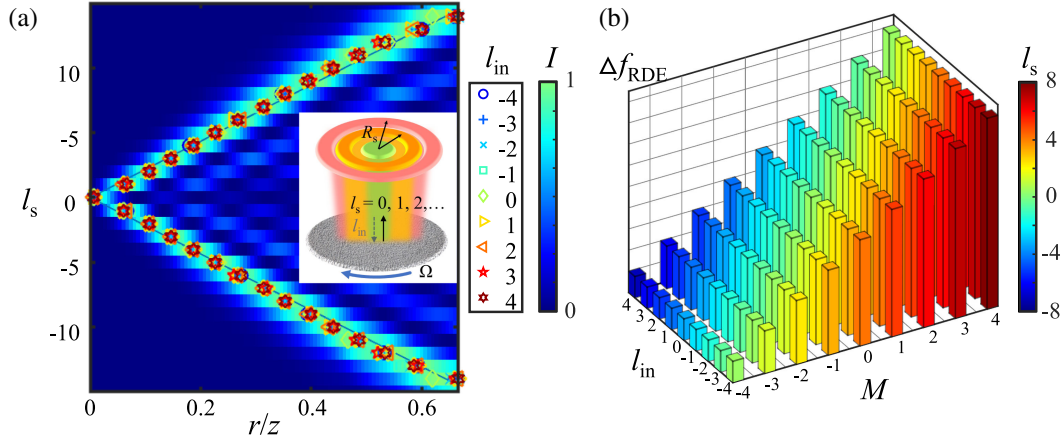 (a)
10
5
0
-5
-10
l_s
0
0.2
0.4
0.6
r/z
R_s
l_s = 0, 1, 2,...
l_in
Ω
l_in
-4
-3
-2
-1
0
1
2
3
4
I
1
0
(b)
Δf_RDE
4 3 2 1 0 -1 -2 -3 -4
l_in
-4 -3 -2 -1 0 1 2 3 4
M
l_s
8
4
0
-4
-8